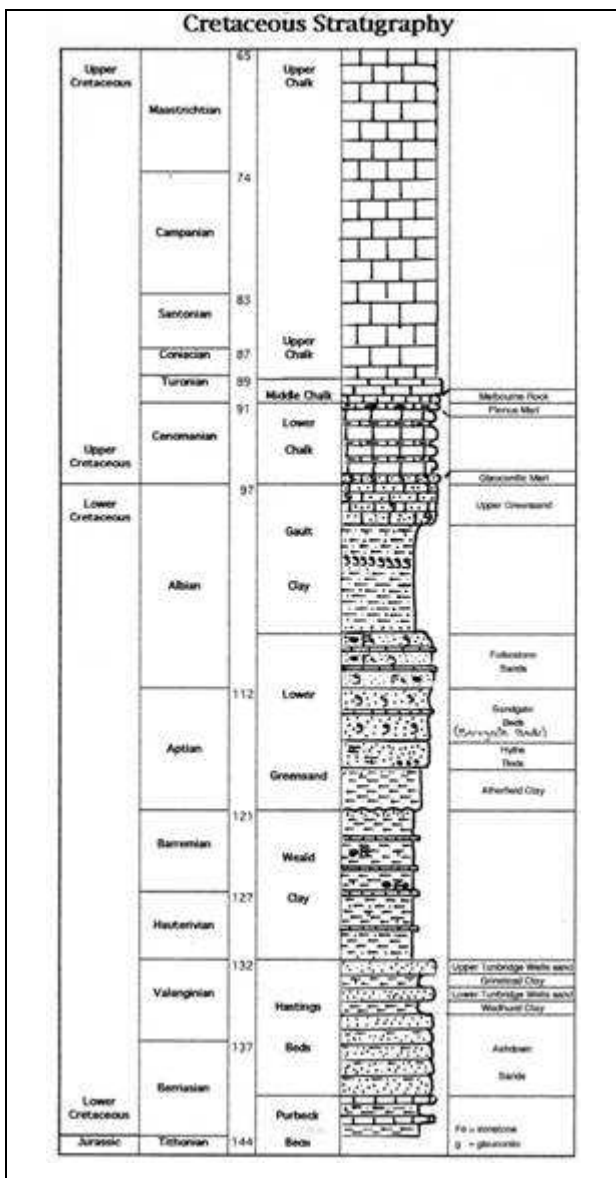 Cretaceous Stratigraphy
65
Upper
Cretaceous
Upper
Chalk
Maastrichtian
74
Campanian
83
Santonian
Upper
Chalk
Coniacian
87
Turonian
89
Middle Chalk
Melbourne Rock
91
Plenus Marl
Cenomanian
Lower
Chalk
Upper
Cretaceous
Glauconitic Marl
97
Lower
Cretaceous
Upper Greensand
Gault
Clay
Albian
Folkestone
Sands
112
Lower
Sandgate
Beds
Aptian
Hythe
Beds
Greensand
Atherfield Clay
121
Barremian
Weald
127
Clay
Hauterivian
132
Upper Tunbridge Wells sand
Grinstead Clay
Valanginian
Lower Tunbridge Wells sand
Hastings
Wadhurst Clay
137
Beds
Ashdown
Sands
Berriasian
Lower
Cretaceous
Purbeck
Fe = ironstone
Jurassic
Tithonian
144
Beds
g = glauconite